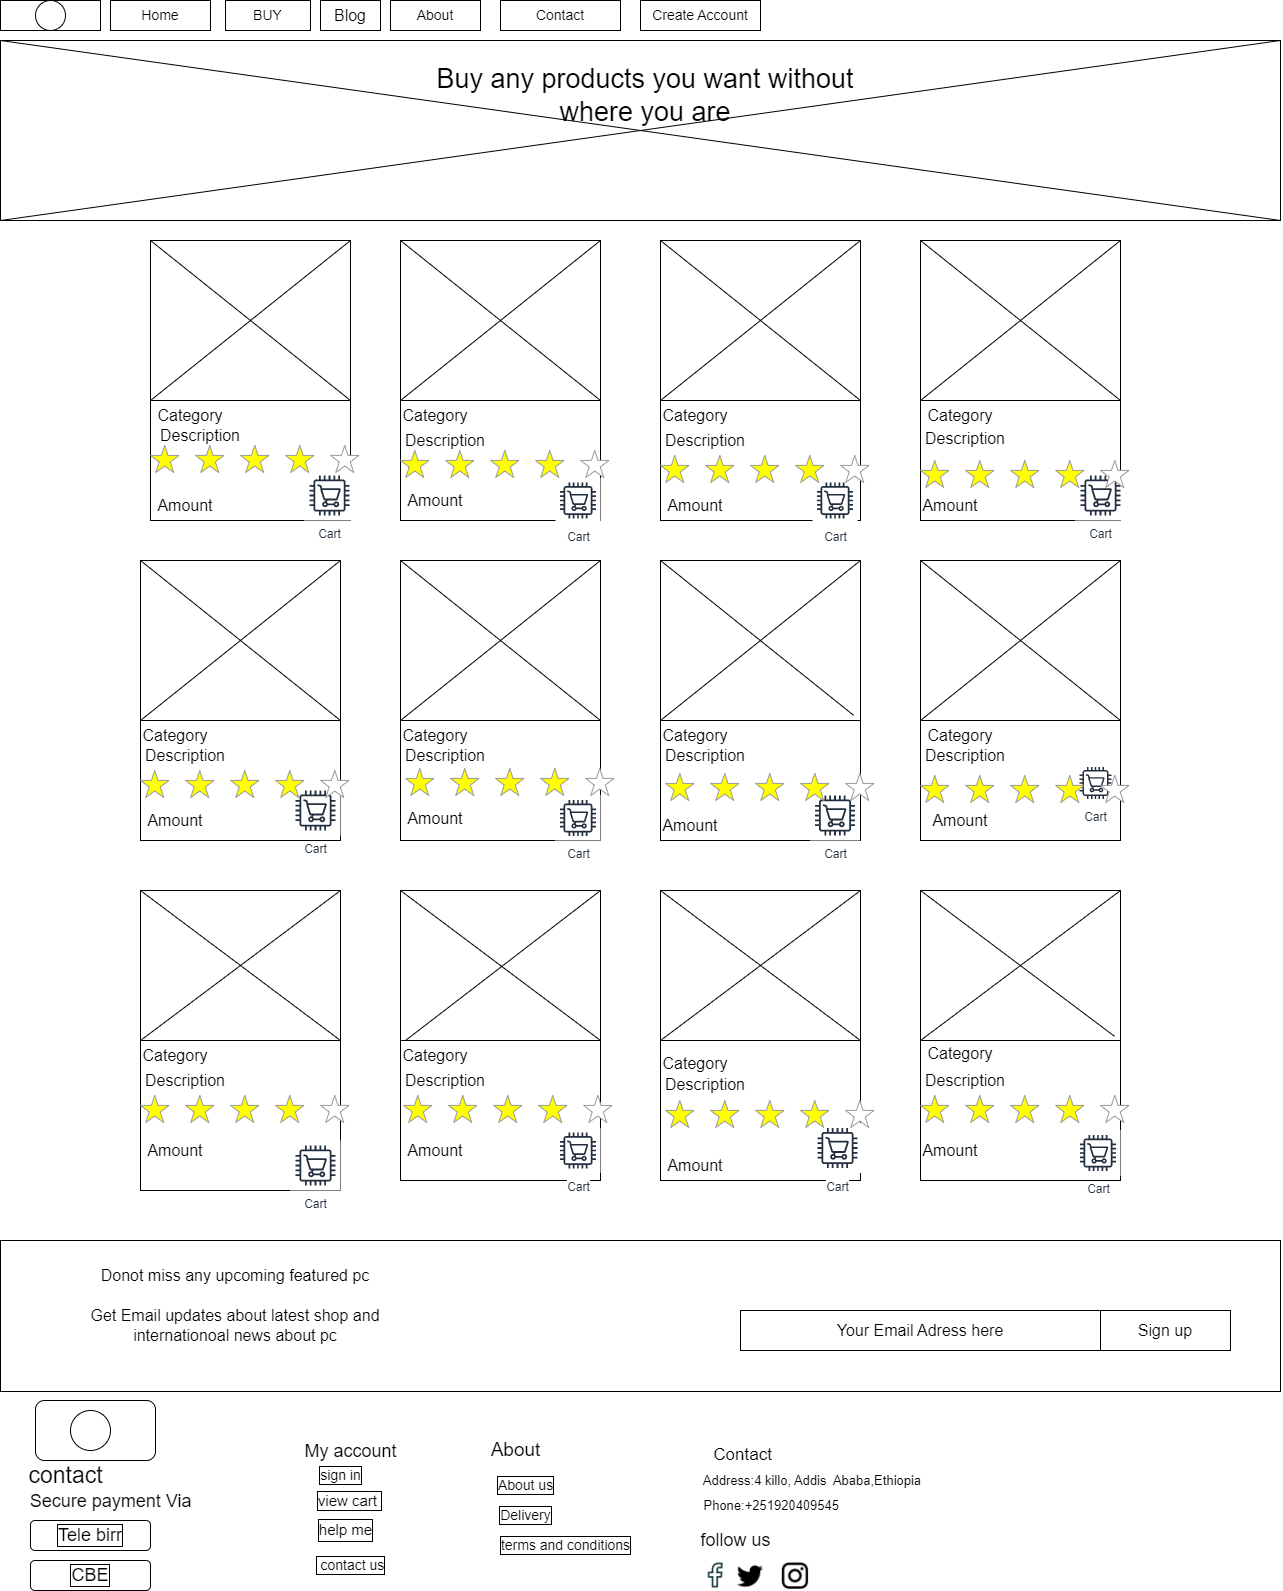 Home
BUY
Blog
About
Contact
Create Account
Buy any products you want without
where you are
Category
Description
Amount
Cart
Category
Description
Amount
Cart
Category
Description
Amount
Cart
Category
Description
Amount
Cart
Category
Description
Amount
Cart
Category
Description
Amount
Cart
Category
Description
Amount
Cart
Category
Description
Amount
Cart
Category
Description
Amount
Cart
Category
Description
Amount
Cart
Category
Description
Amount
Cart
Category
Description
Amount
Cart
Donot miss any upcoming featured pc
Get Email updates about latest shop and
internationoal news about pc
Your Email Adress here
Sign up
contact
Secure payment Via
Tele birr
CBE
My account
sign in
view cart
help me
contact us
About
About us
Delivery
terms and conditions
Contact
Address:4 killo, Addis Ababa,Ethiopia
Phone:+251920409545
follow us